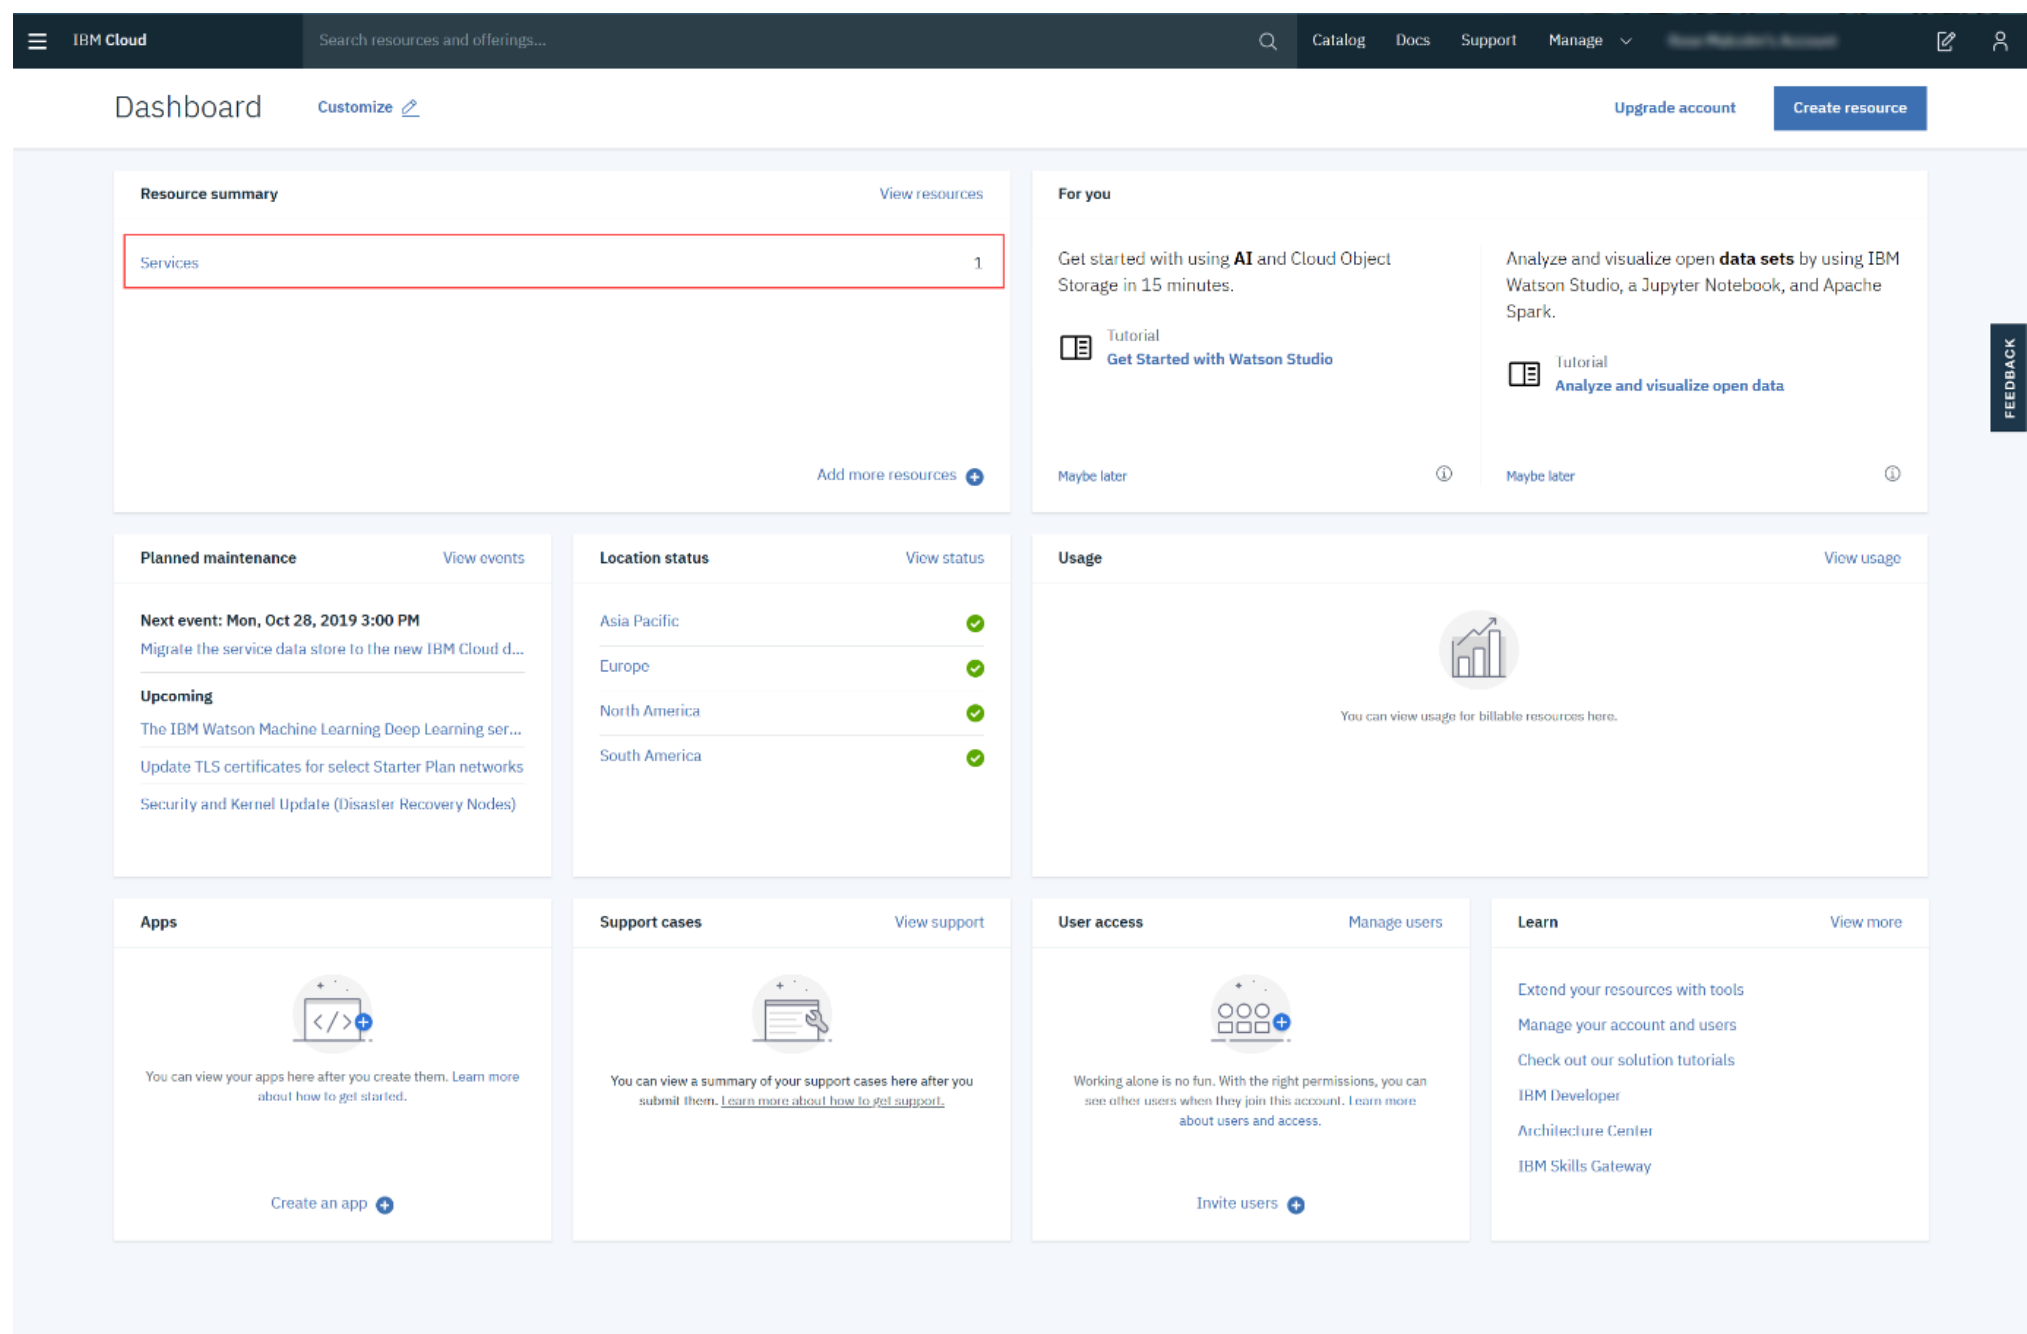 IBM Cloud
Search resources and offerings...
Catalog
Docs
Support
Manage
Dashboard
Customize
Upgrade account
Create resource
Resource summary
View resources
Services
1
Add more resources
For you
Get started with using AI and Cloud Object
Storage in 15 minutes.
Tutorial
Get Started with Watson Studio
Maybe later
Analyze and visualize open data sets by using IBM
Watson Studio, a Jupyter Notebook, and Apache
Spark.
Tutorial
Analyze and visualize open data
Maybe later
FEEDBACK
Planned maintenance
View events
Next event: Mon, Oct 28, 2019 3:00 PM
Migrate the service data store to the new IBM Cloud d...
Upcoming
The IBM Watson Machine Learning Deep Learning ser...
Update TLS certificates for select Starter Plan networks
Security and Kernel Update (Disaster Recovery Nodes)
Location status
View status
Asia Pacific
Europe
North America
South America
Usage
View usage
You can view usage for billable resources here.
Apps
You can view your apps here after you create them. Learn more
about how to get started.
Create an app
Support cases
View support
You can view a summary of your support cases here after you
submit them. Learn more about how to get support.
User access
Manage users
Working alone is no fun. With the right permissions, you can
see other users when they join this account. Learn more
about users and access.
Invite users
Learn
View more
Extend your resources with tools
Manage your account and users
Check out our solution tutorials
IBM Developer
Architecture Center
IBM Skills Gateway